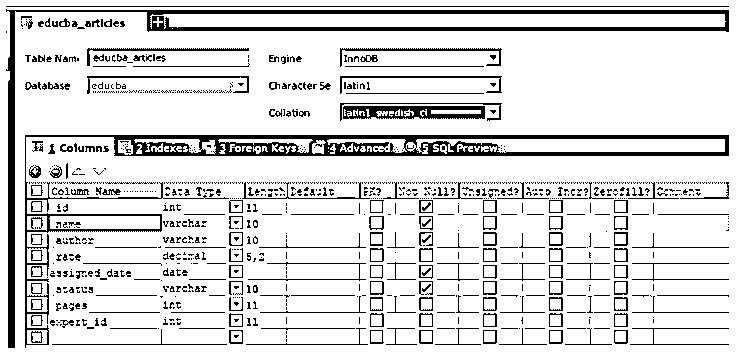 educba_articles
Table Nam educba_articles Engine InnoDB
Database educba Character Se latin1
Collation latin1_swedish_ci
1 Columns 2 Indexes 3 Foreign Keys 4 Advanced 5 SQL Preview
Column Name Data Type Length Default PK? Not Null? Unsigned? Auto Incr? Zerofill? Comment
id int 11
name varchar 10
author varchar 10
rate decimal 5,2
assigned_date date
status varchar 10
pages int 11
expert_id int 11